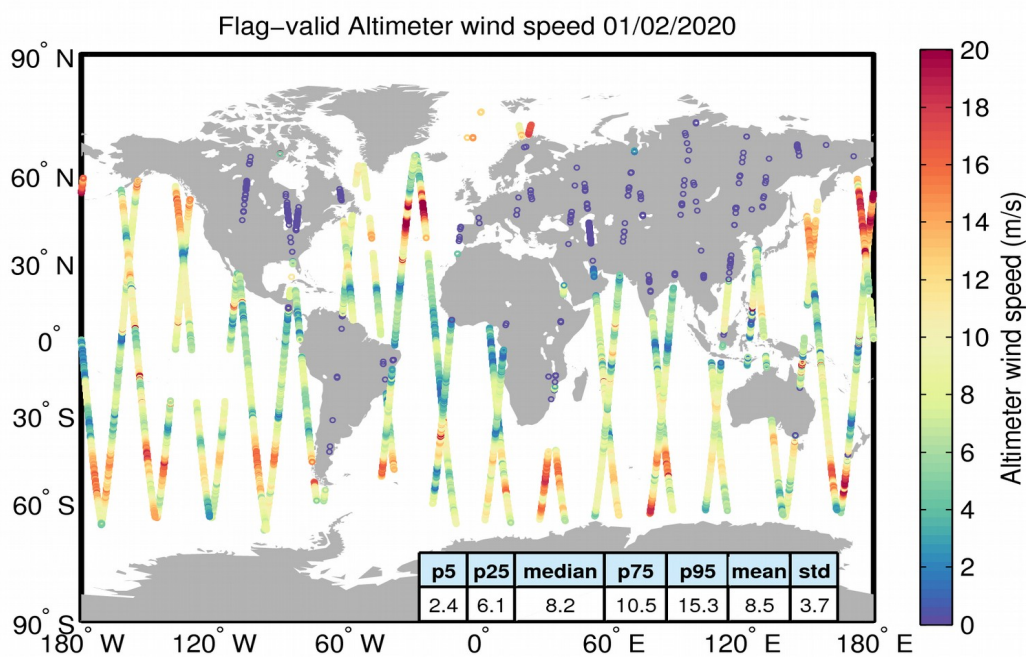 Flag−valid Altimeter wind speed 01/02/2020
90° N
60° N
30° N
0°
30° S
60° S
90° S
180° W
120° W
60° W
0°
60° E
120° E
180° E
20
18
16
14
12
10
8
6
4
2
0
Altimeter wind speed (m/s)
p5 p25 median p75 p95 mean std
2.4 6.1 8.2 10.5 15.3 8.5 3.7